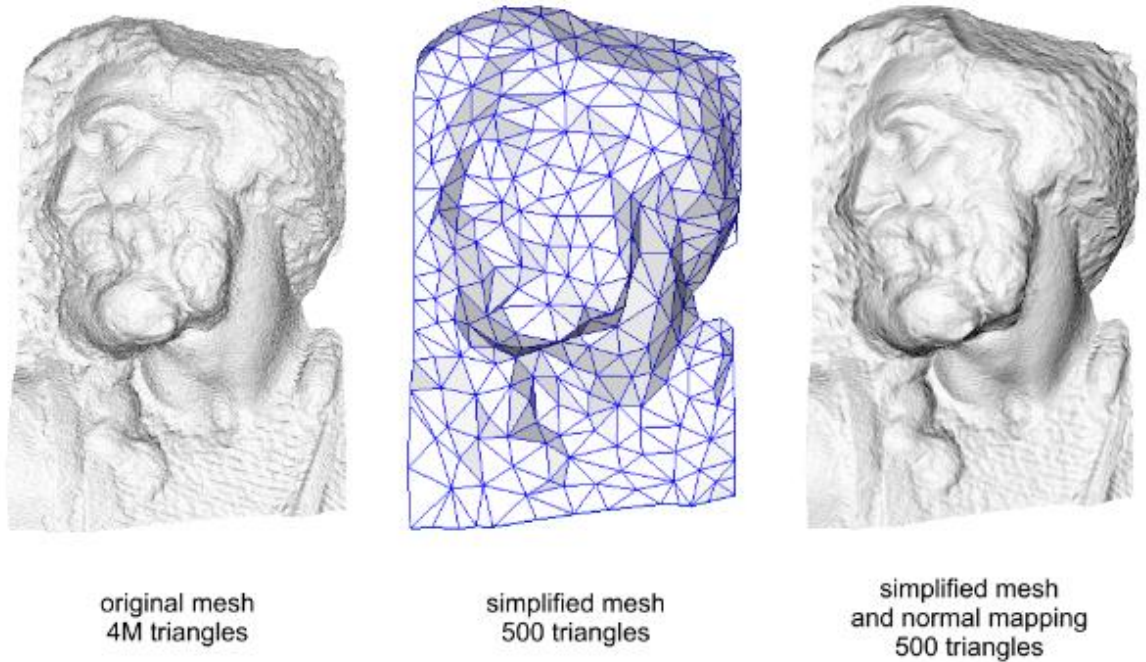 original mesh
4M triangles
simplified mesh
500 triangles
simplified mesh
and normal mapping
500 triangles